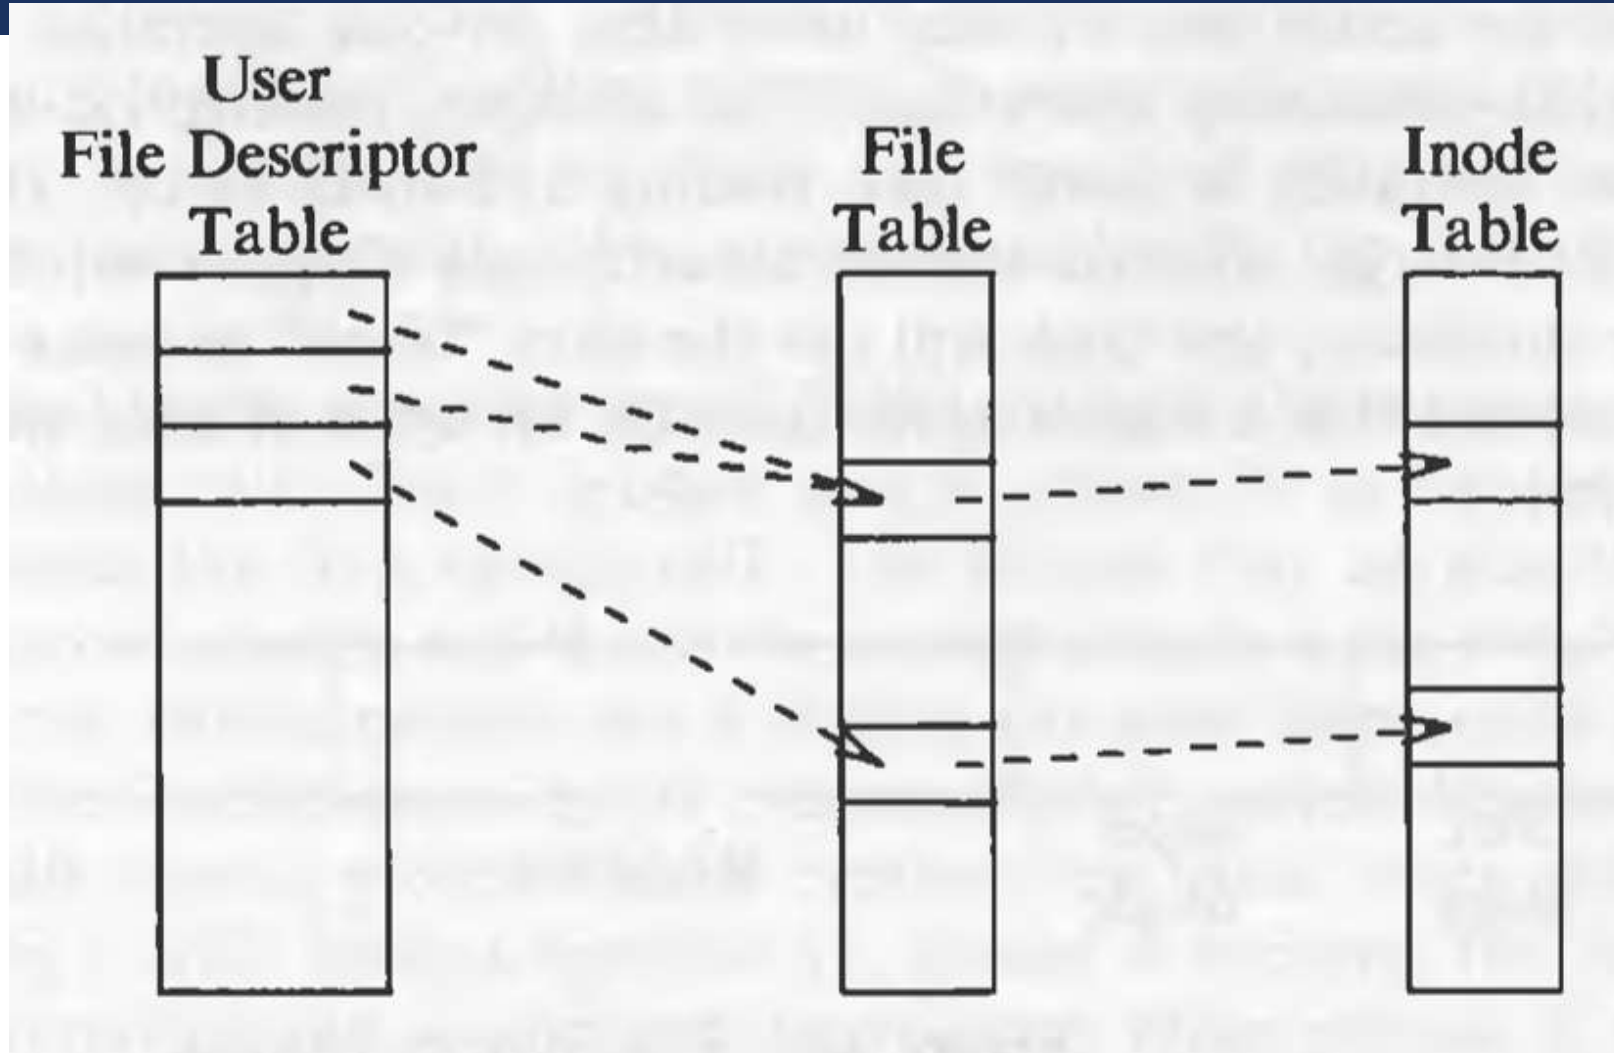 User
File Descriptor
Table
File
Table
Inode
Table